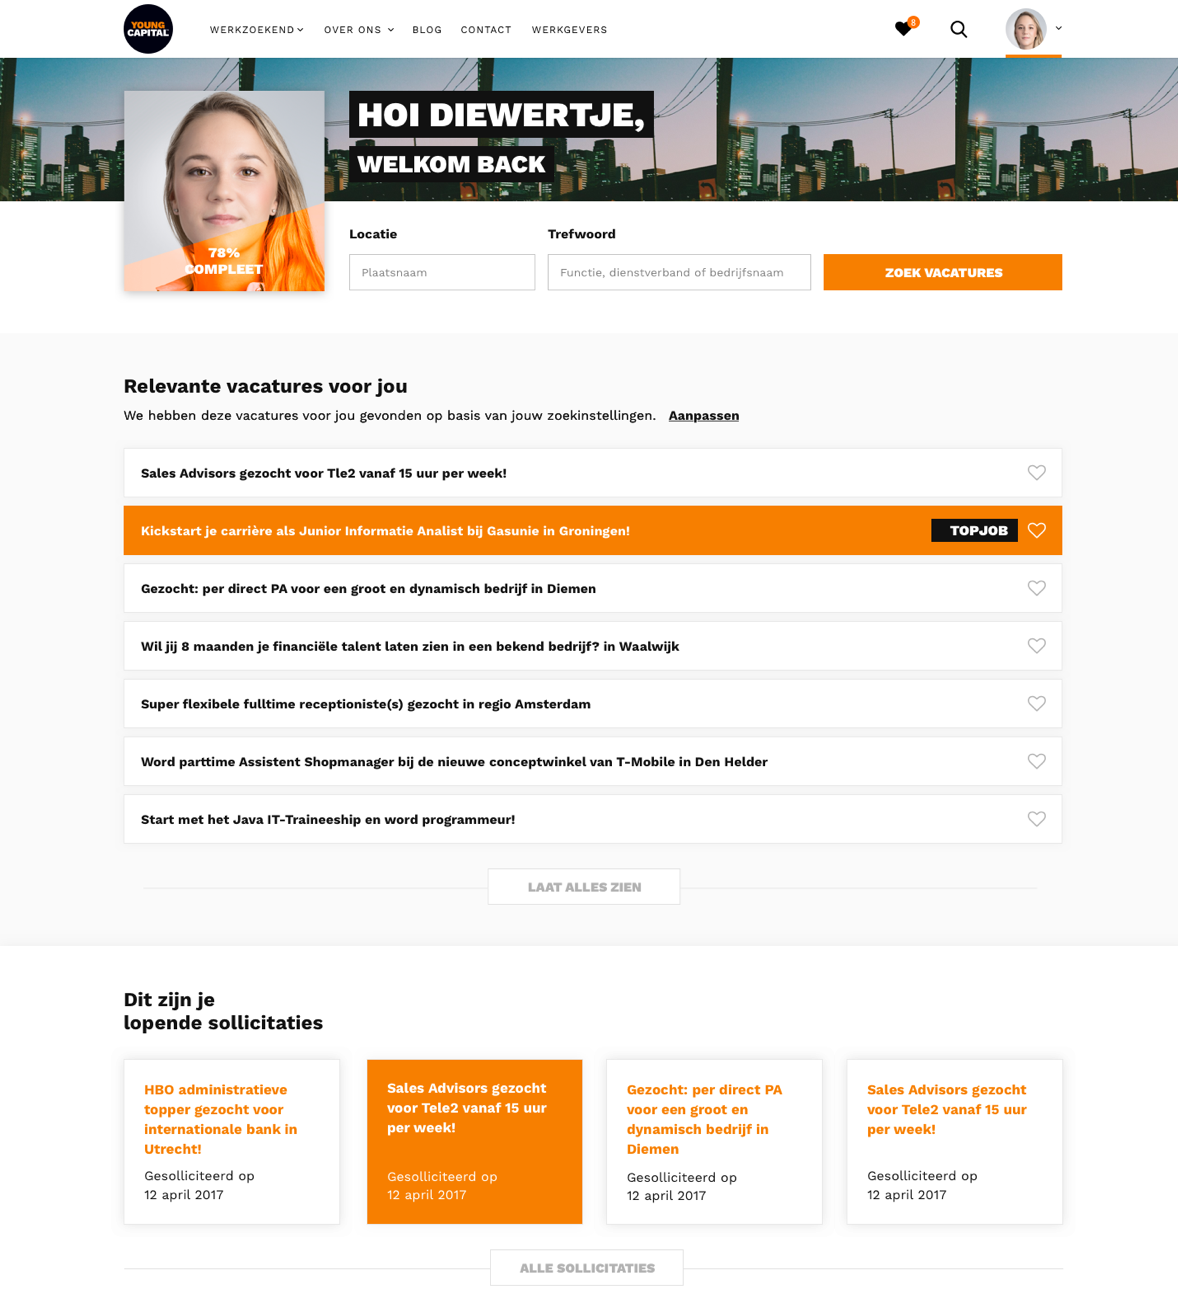 YOUNG
CAPITAL
WERKZOEKEND
OVER ONS
BLOG
CONTACT
WERKGEVERS
8
HOI DIEWERTJE,
WELKOM BACK
78%
COMPLEET
Locatie
Trefwoord
Plaatsnaam
Functie, dienstverband of bedrijfsnaam
ZOEK VACATURES
Relevante vacatures voor jou
We hebben deze vacatures voor jou gevonden op basis van jouw zoekinstellingen. Aanpassen
Sales Advisors gezocht voor Tle2 vanaf 15 uur per week!
Kickstart je carrière als Junior Informatie Analist bij Gasunie in Groningen!
TOPJOB
Gezocht: per direct PA voor een groot en dynamisch bedrijf in Diemen
Wil jij 8 maanden je financiële talent laten zien in een bekend bedrijf? in Waalwijk
Super flexibele fulltime receptioniste(s) gezocht in regio Amsterdam
Word parttime Assistent Shopmanager bij de nieuwe conceptwinkel van T-Mobile in Den Helder
Start met het Java IT-Traineeship en word programmeur!
LAAT ALLES ZIEN
Dit zijn je
lopende sollicitaties
HBO administratieve
topper gezocht voor
internationale bank in
Utrecht!
Gesolliciteerd op
12 april 2017
Sales Advisors gezocht
voor Tele2 vanaf 15 uur
per week!
Gesolliciteerd op
12 april 2017
Gezocht: per direct PA
voor een groot en
dynamisch bedrijf in
Diemen
Gesolliciteerd op
12 april 2017
Sales Advisors gezocht
voor Tele2 vanaf 15 uur
per week!
Gesolliciteerd op
12 april 2017
ALLE SOLLICITATIES